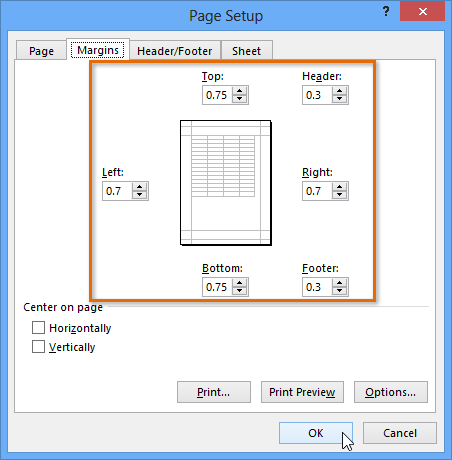 Page Setup ?
Page Margins Header/Footer Sheet
Top: Header:
0.75 0.3
Left: Right:
0.7 0.7
Bottom: Footer:
0.75 0.3
Center on page
Horizontally
Vertically
Print... Print Preview Options...
OK Cancel